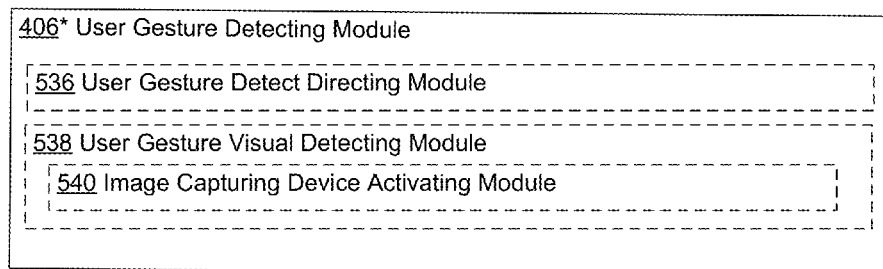 406* User Gesture Detecting Module
536 User Gesture Detect Directing Module
538 User Gesture Visual Detecting Module
540 Image Capturing Device Activating Module